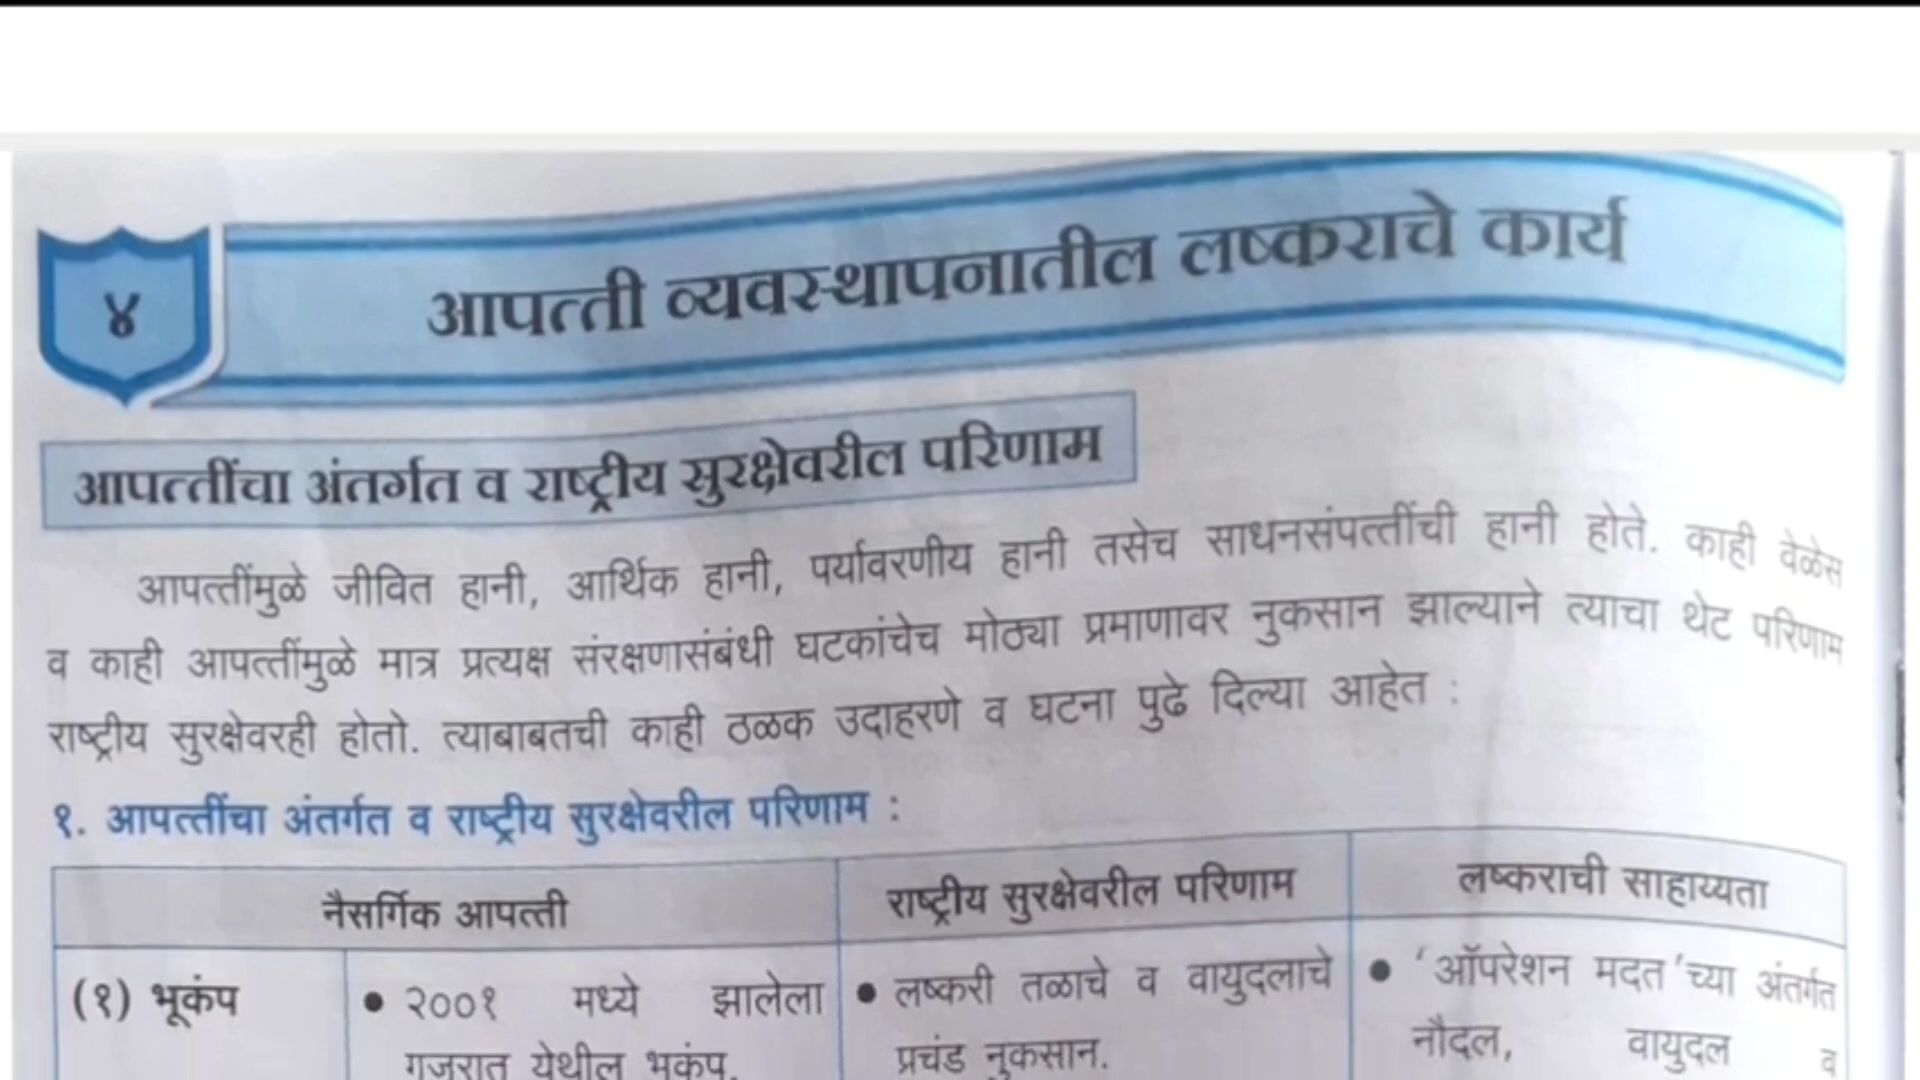 ४
आपत्ती व्यवस्थापनातील लष्कराचे कार्य
आपत्तींचा अंतर्गत व राष्ट्रीय सुरक्षेवरील परिणाम
आपत्तींमुळे जीवित हानी, आर्थिक हानी, पर्यावरणीय हानी तसेच साधनसंपत्तींची हानी होते. काही वेळेस
व काही आपत्तींमुळे मात्र प्रत्यक्ष संरक्षणासंबंधी घटकांचेच मोठ्या प्रमाणावर नुकसान झाल्याने त्याचा थेट परिणाम
राष्ट्रीय सुरक्षेवरही होतो. त्याबाबतची काही ठळक उदाहरणे व घटना पुढे दिल्या आहेत :
१. आपत्तींचा अंतर्गत व राष्ट्रीय सुरक्षेवरील परिणाम :
नैसर्गिक आपत्ती
राष्ट्रीय सुरक्षेवरील परिणाम
लष्कराची साहाय्यता
(१) भूकंप
● २००१ मध्ये झालेला
गुजरात येथील भूकंप.
● लष्करी तळाचे व वायुदलाचे
प्रचंड नुकसान.
● ‘ऑपरेशन मदत’च्या अंतर्गत
नौदल, वायुदल व